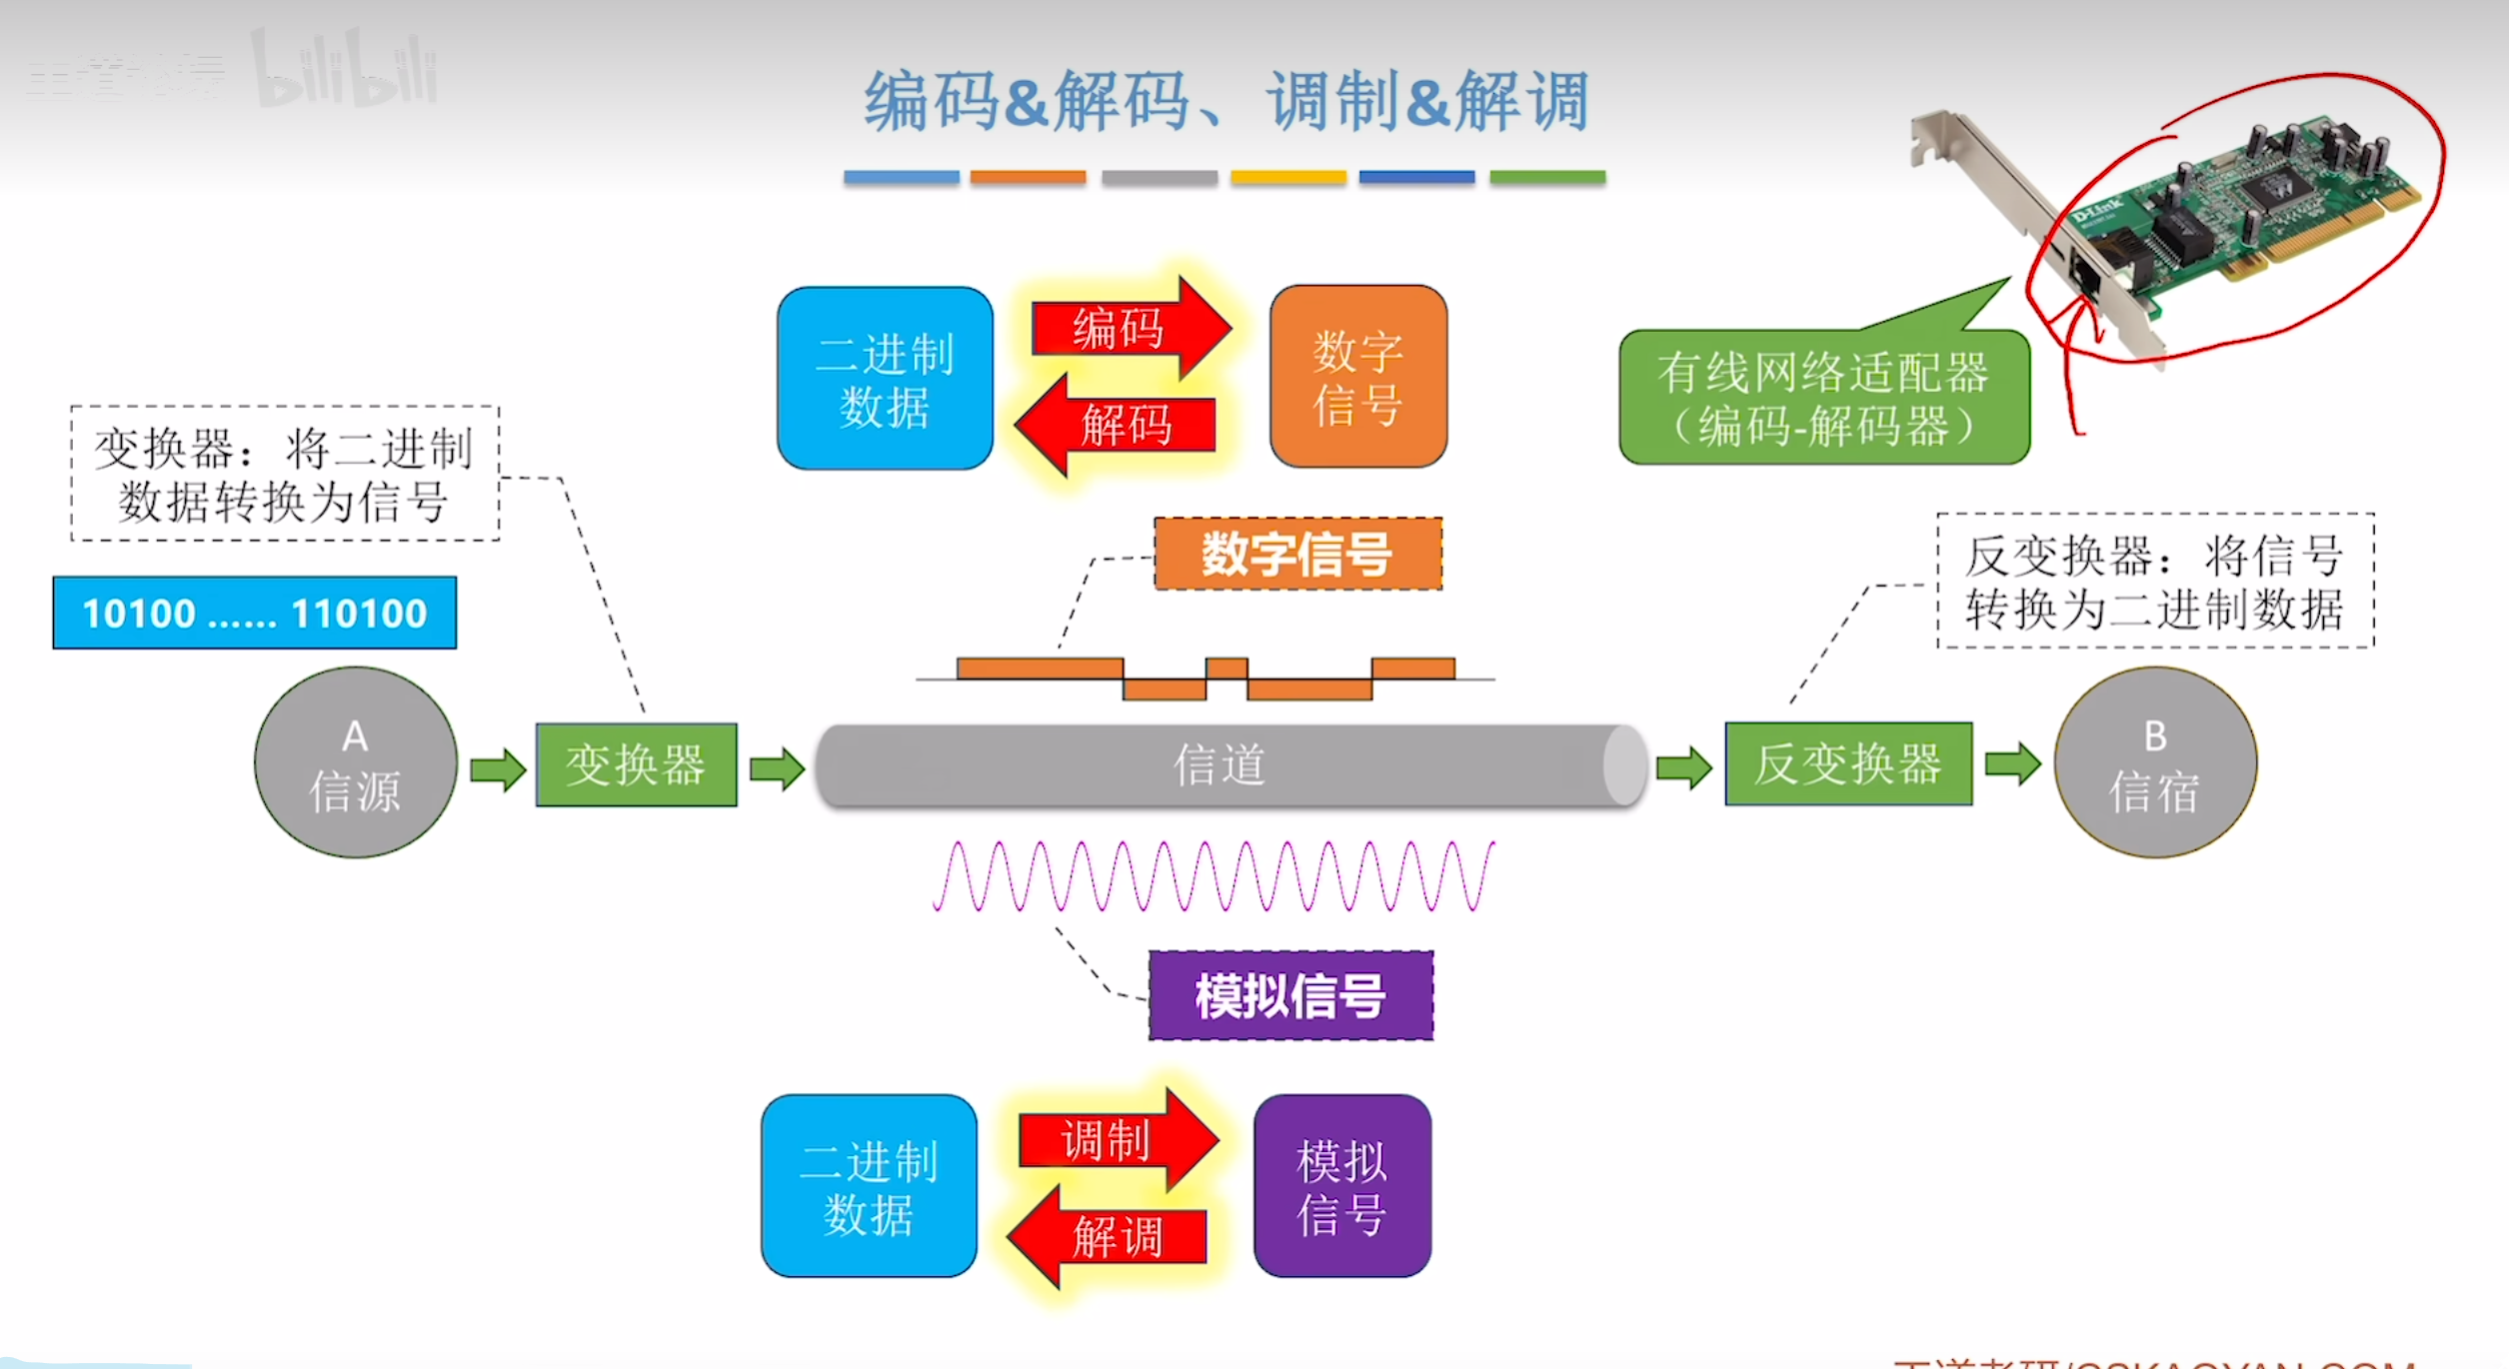 bilibili
编码&解码、调制&解调
D-Link
二进制
数据
编码
解码
数字
信号
有线网络适配器
（编码-解码器）
变换器：将二进制
数据转换为信号
数字信号
反变换器：将信号
转换为二进制数据
10100 …… 110100
A
信源
变换器
信道
反变换器
B
信宿
模拟信号
二进制
数据
调制
解调
模拟
信号